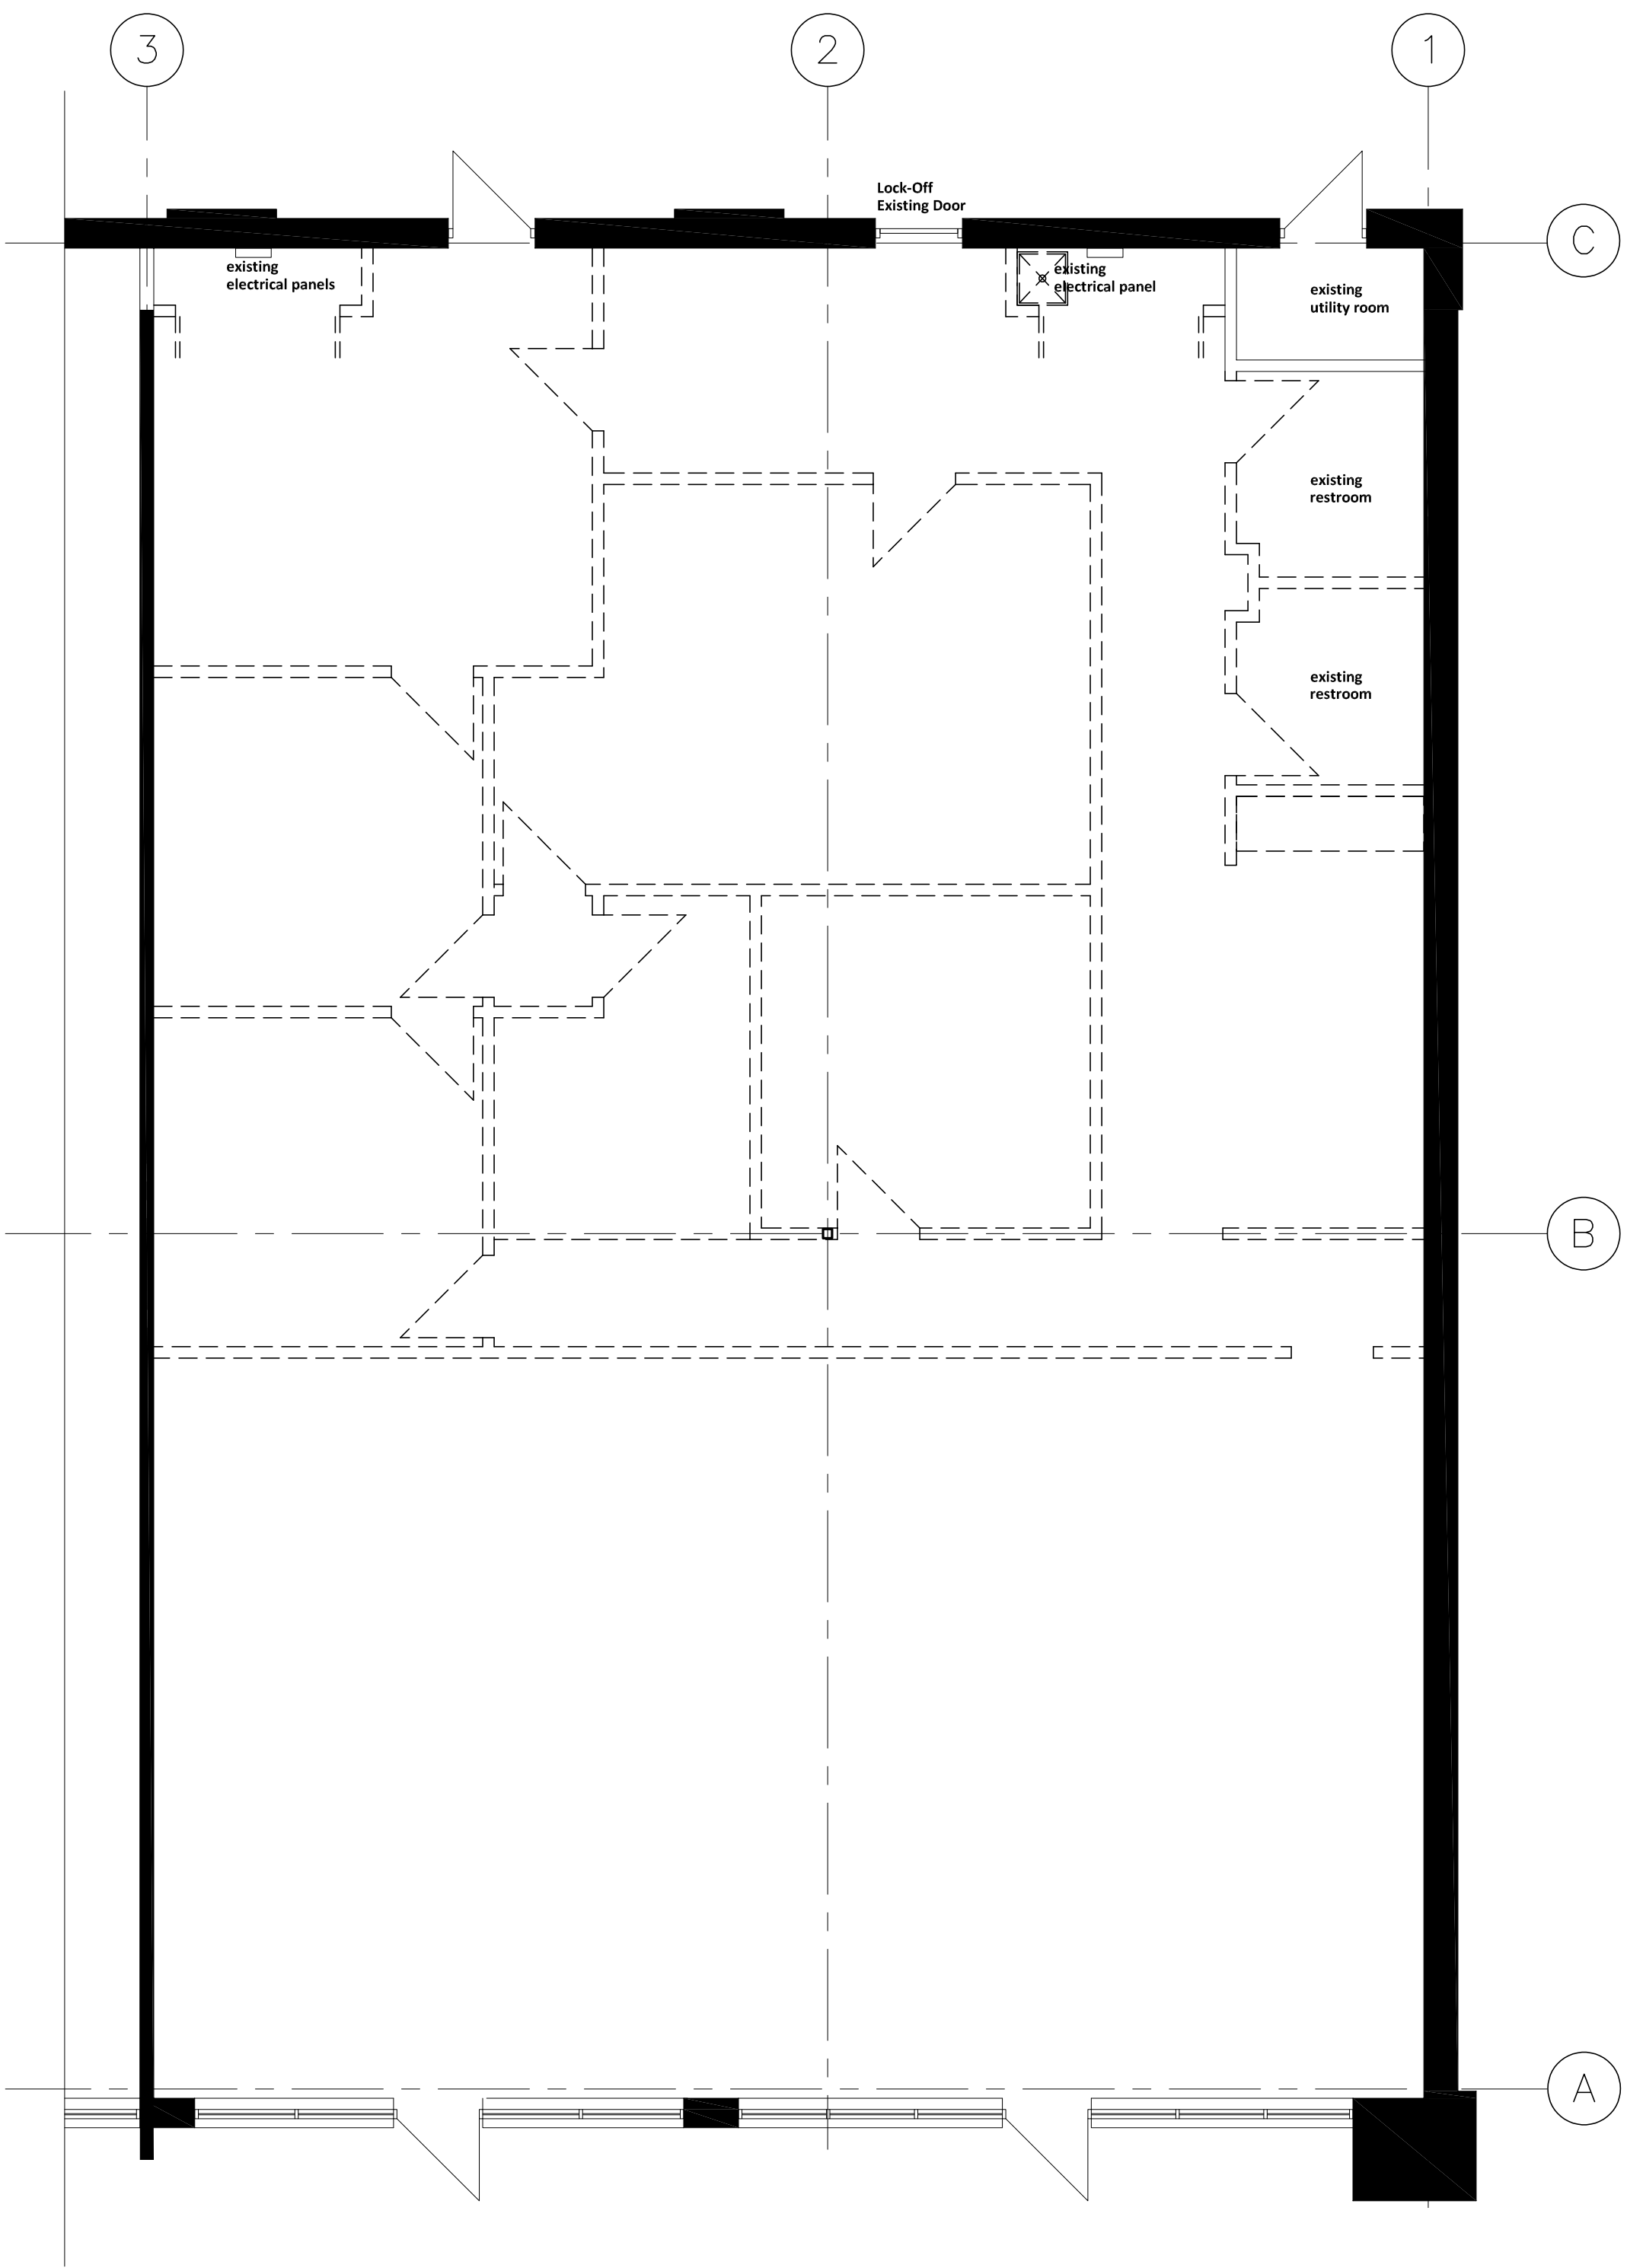 3
2
1
Lock-Off
Existing Door
C
existing
electrical panels
existing
electrical panel
existing
utility room
existing
restroom
existing
restroom
B
A